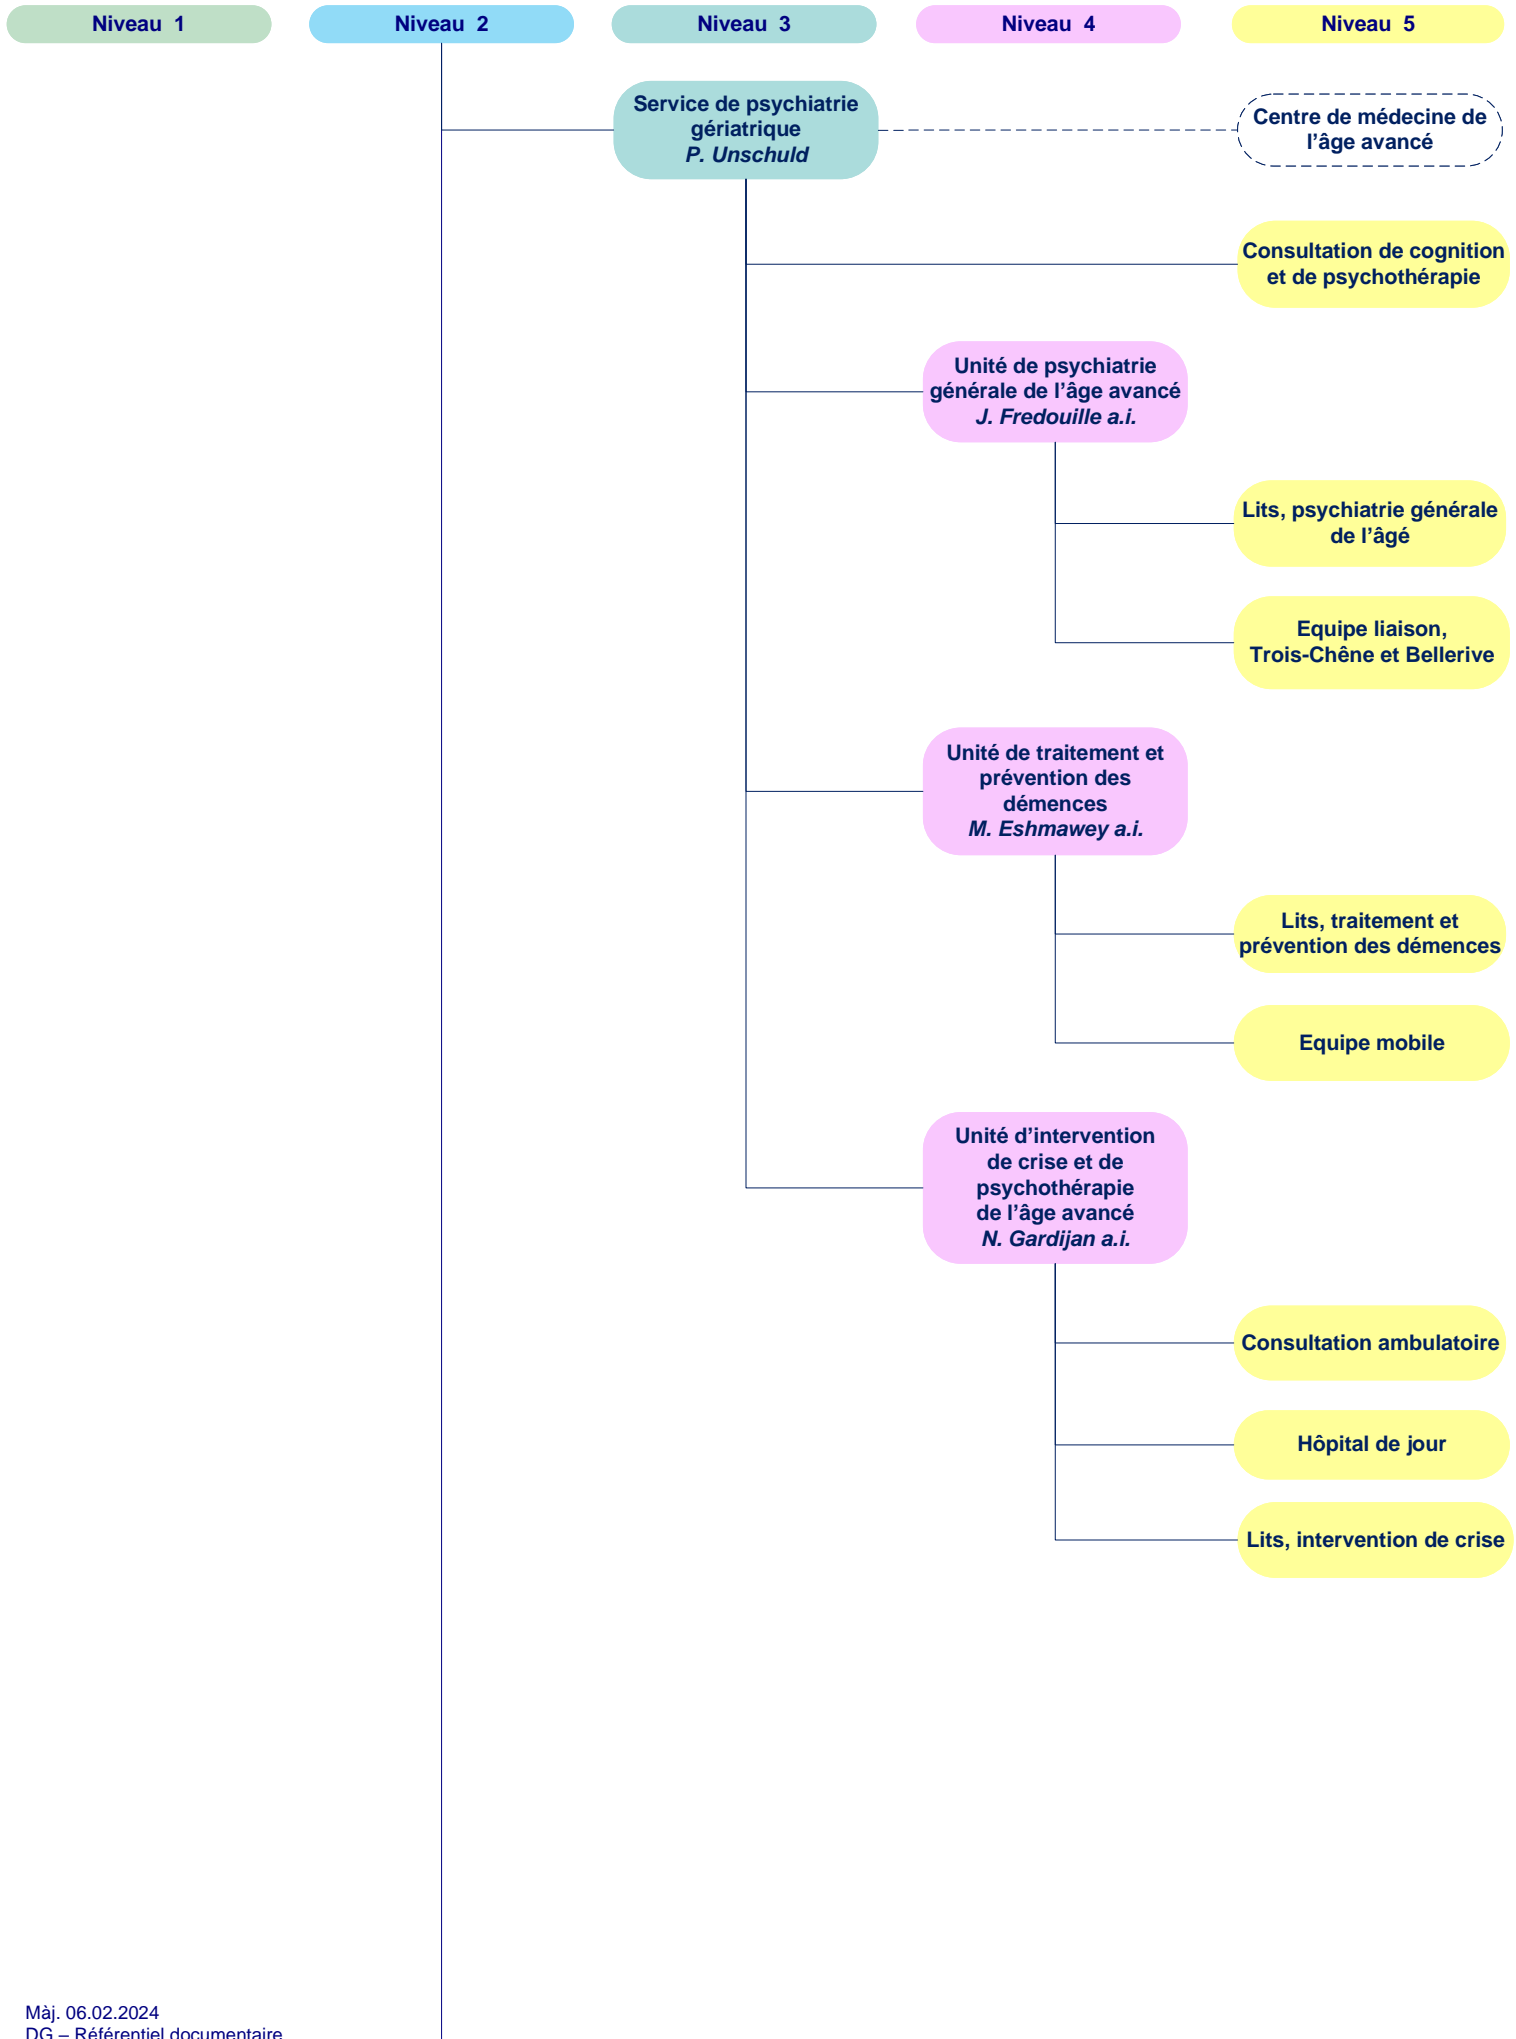 Niveau 1
Niveau 2
Niveau 3
Niveau 4
Niveau 5
Service de psychiatrie
gériatrique
P. Unschuld
Centre de médecine de
l’âge avancé
Consultation de cognition
et de psychothérapie
Unité de psychiatrie
générale de l’âge avancé
J. Fredouille a.i.
Lits, psychiatrie générale
de l’âgé
Equipe liaison,
Trois-Chêne et Bellerive
Unité de traitement et
prévention des
démences
M. Eshmawey a.i.
Lits, traitement et
prévention des démences
Equipe mobile
Unité d’intervention
de crise et de
psychothérapie
de l’âge avancé
N. Gardijan a.i.
Consultation ambulatoire
Hôpital de jour
Lits, intervention de crise
Màj. 06.02.2024
DG – Référentiel documentaire